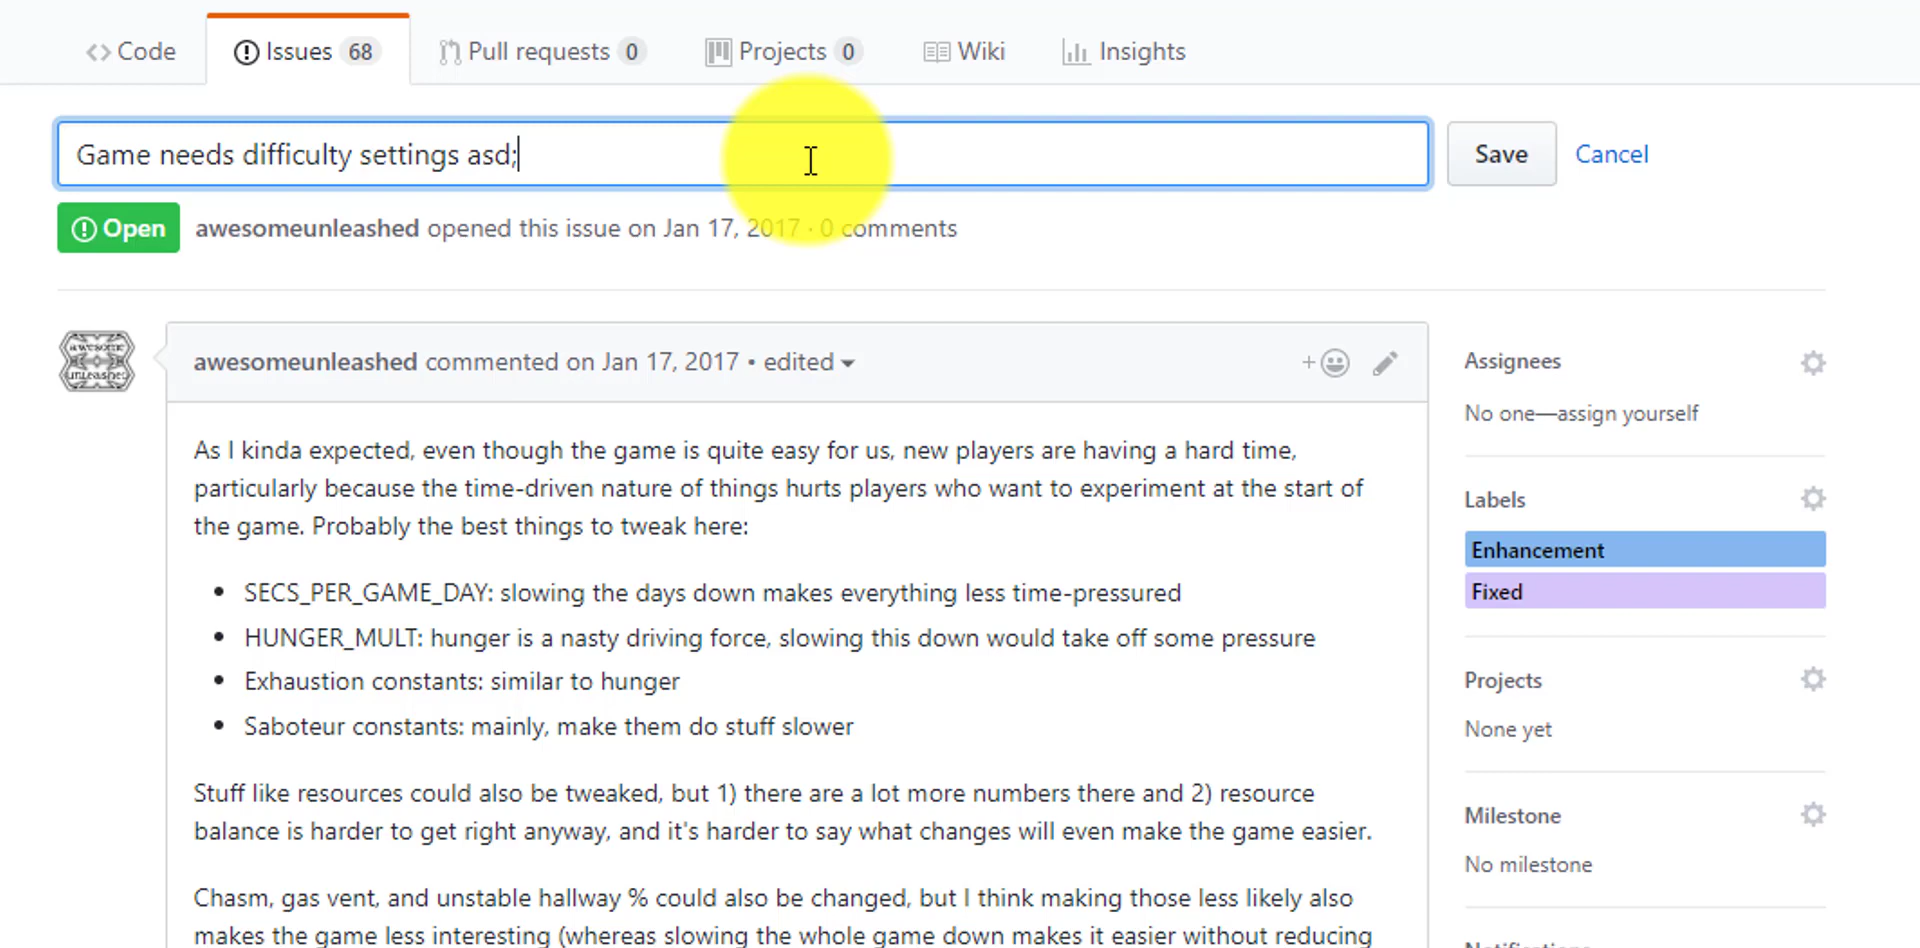 Code Issues 68 Pull requests 0 Projects 0 Wiki Insights
Game needs difficulty settings asd;
Save Cancel
Open awesomeunleashed opened this issue on Jan 17, 2017 · 0 comments
awesome
unleashed
awesomeunleashed commented on Jan 17, 2017 • edited
As I kinda expected, even though the game is quite easy for us, new players are having a hard time,
particularly because the time-driven nature of things hurts players who want to experiment at the start of
the game. Probably the best things to tweak here:
• SECS_PER_GAME_DAY: slowing the days down makes everything less time-pressured
• HUNGER_MULT: hunger is a nasty driving force, slowing this down would take off some pressure
• Exhaustion constants: similar to hunger
• Saboteur constants: mainly, make them do stuff slower
Stuff like resources could also be tweaked, but 1) there are a lot more numbers there and 2) resource
balance is harder to get right anyway, and it's harder to say what changes will even make the game easier.
Chasm, gas vent, and unstable hallway % could also be changed, but I think making those less likely also
makes the game less interesting (whereas slowing the whole game down makes it easier without reducing
Assignees
No one—assign yourself
Labels
Enhancement
Fixed
Projects
None yet
Milestone
No milestone
Notifications